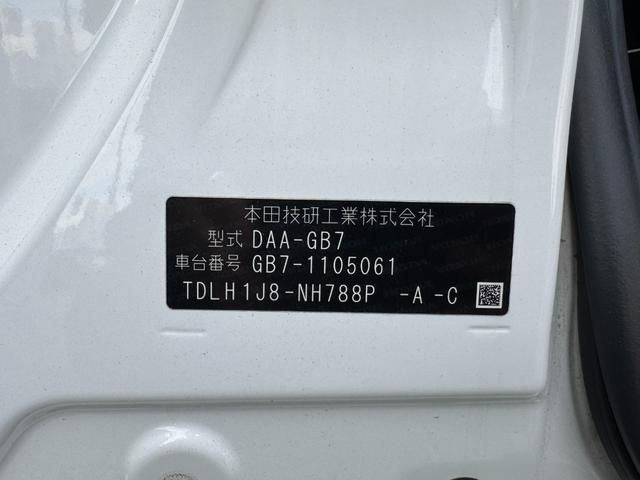 本田技研工業株式会社
型式 DAA-GB7
車台番号 GB7-1105061
TDLH1J8-NH788P -A -C